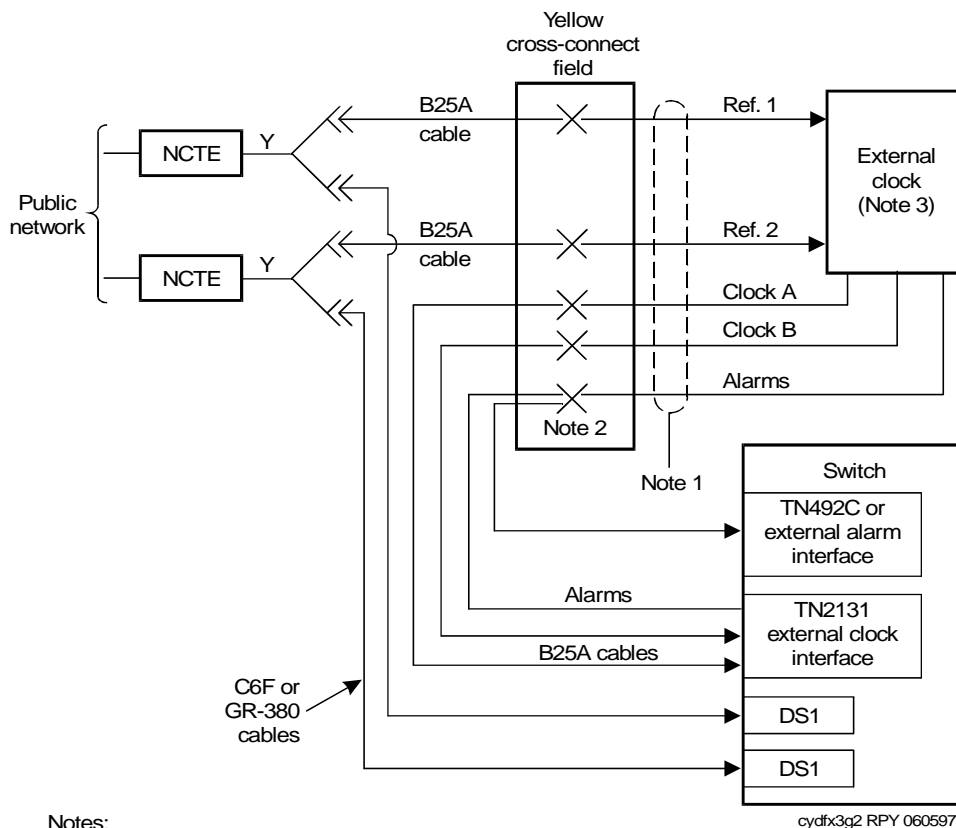 Yellow
cross-connect
field
B25A
cable
Ref. 1
NCTE
Y
External
clock
(Note 3)
Public
network
B25A
cable
Ref. 2
NCTE
Y
Clock A
Clock B
Alarms
Note 2
Note 1
Switch
TN492C or
external alarm
interface
Alarms
TN2131
external clock
interface
B25A cables
C6F or
GR-380
cables
DS1
DS1
Notes:
cydfx3g2 RPY 060597